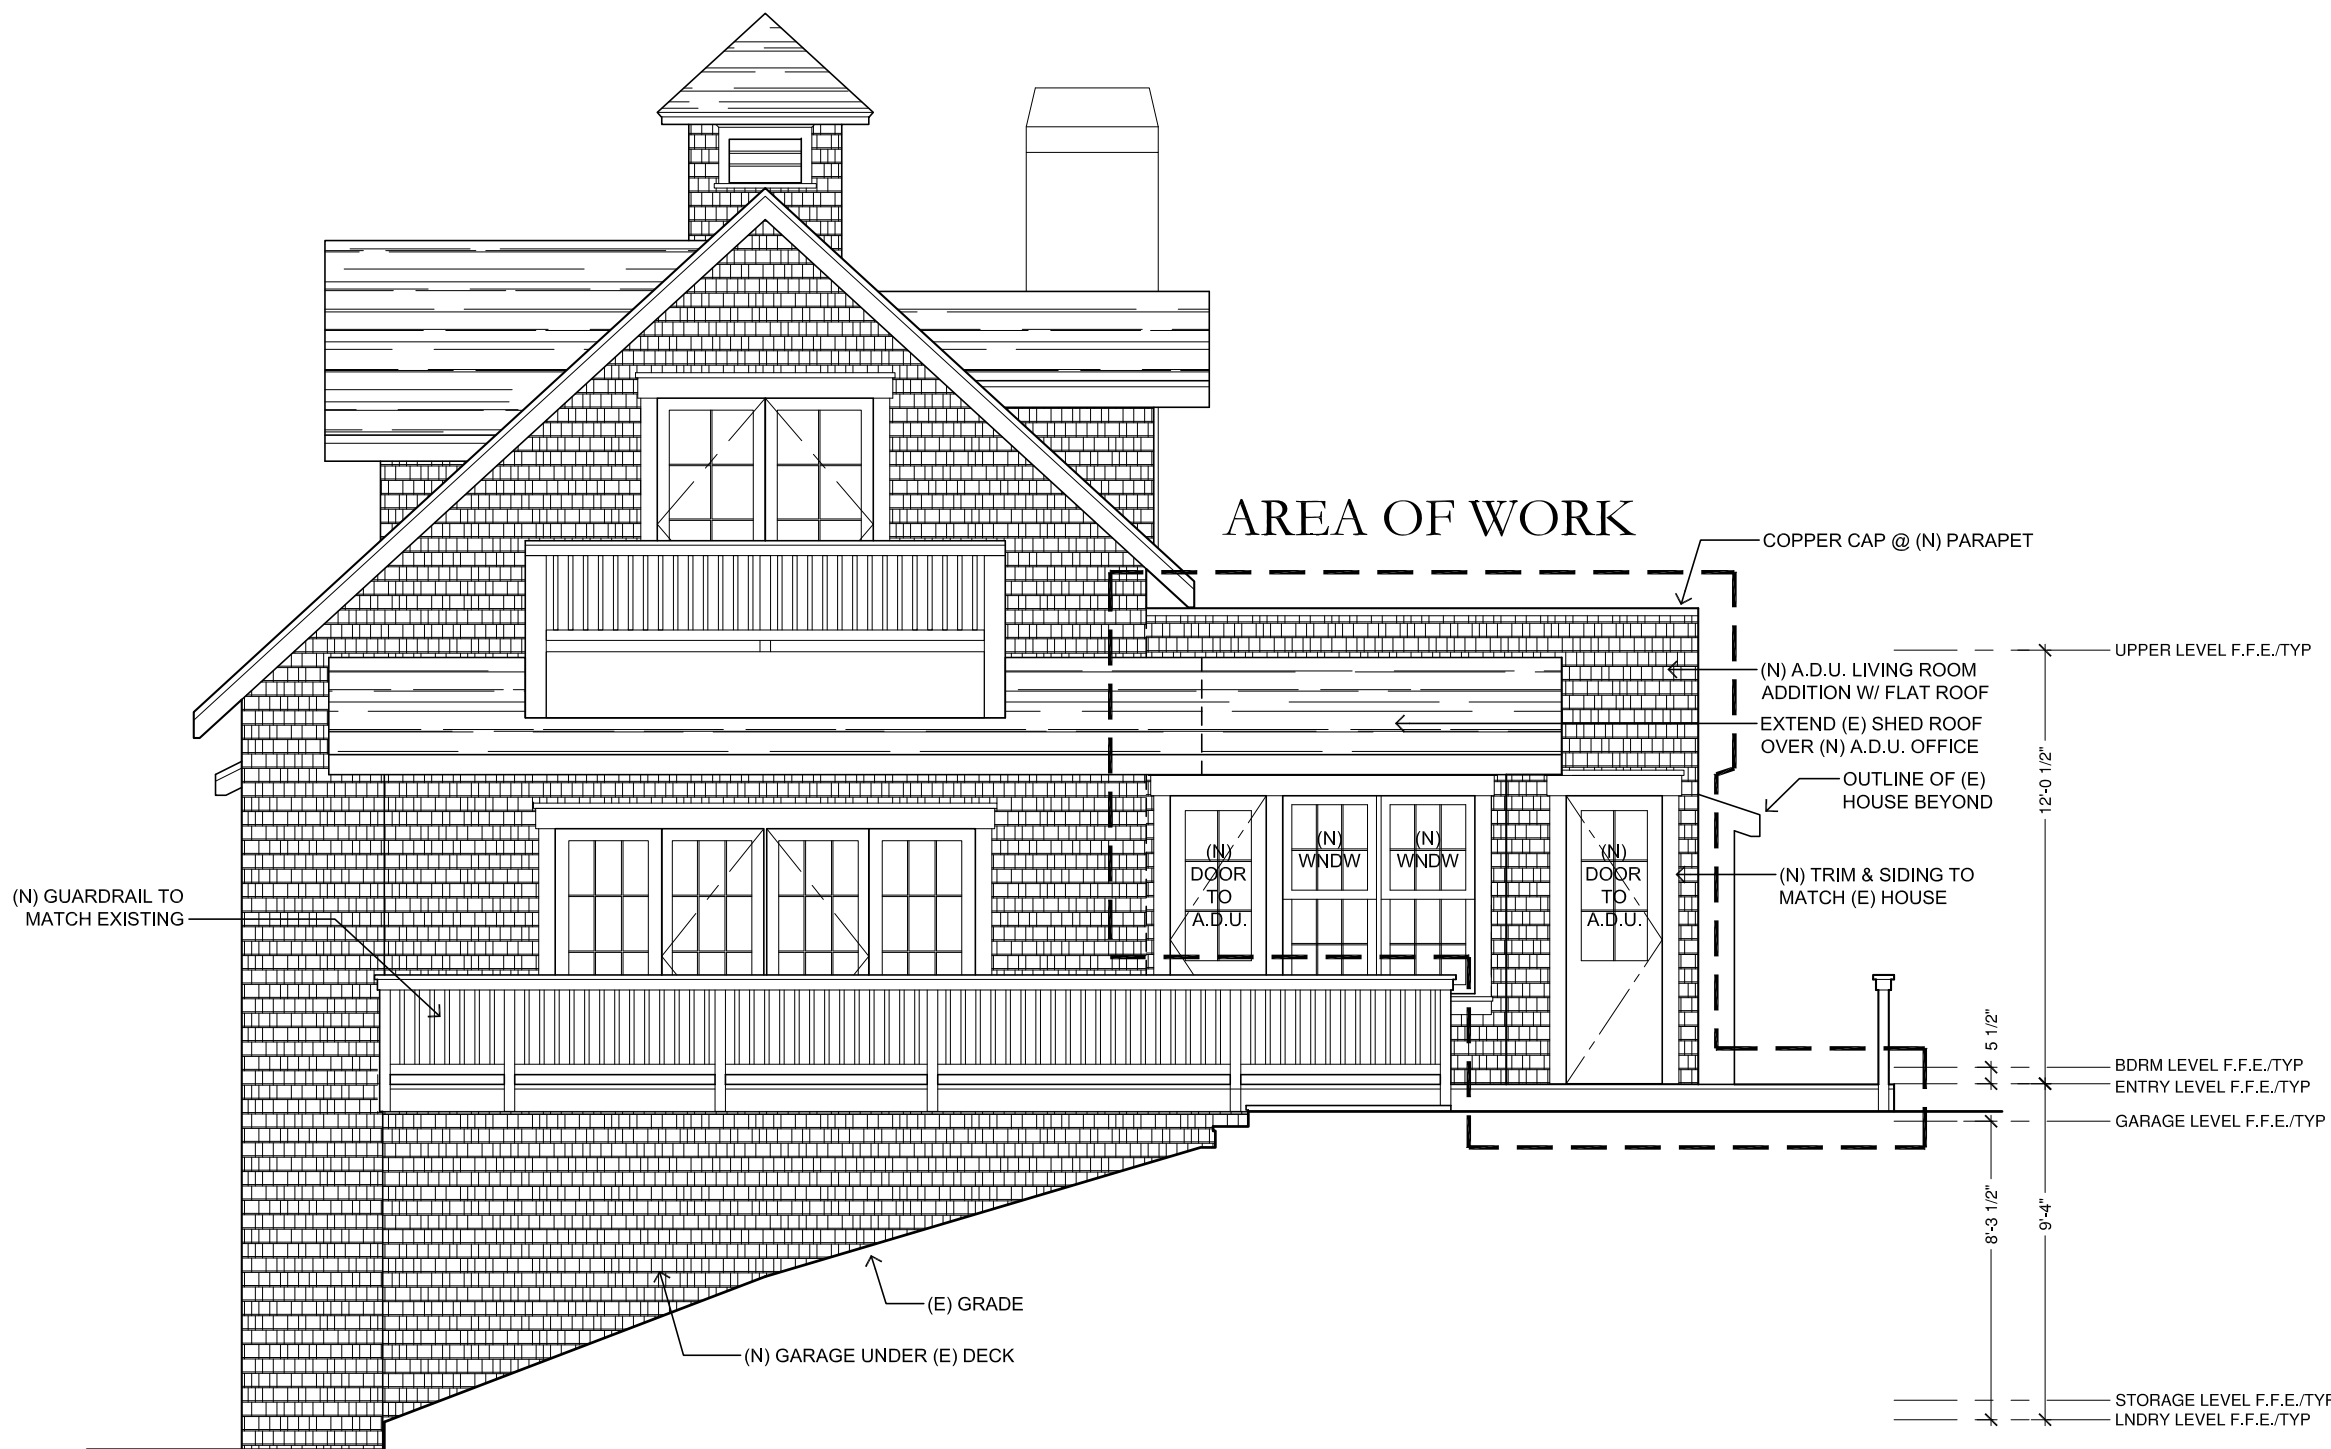 AREA OF WORK
COPPER CAP @ (N) PARAPET
UPPER LEVEL F.F.E./TYP
(N) A.D.U. LIVING ROOM
ADDITION W/ FLAT ROOF
EXTEND (E) SHED ROOF
OVER (N) A.D.U. OFFICE
OUTLINE OF (E)
HOUSE BEYOND
12'-0 1/2"
(N)
DOOR
TO
A.D.U.
(N)
WNDW
(N)
WNDW
(N)
DOOR
TO
A.D.U.
(N) TRIM & SIDING TO
MATCH (E) HOUSE
(N) GUARDRAIL TO
MATCH EXISTING
5 1/2"
BDRM LEVEL F.F.E./TYP
ENTRY LEVEL F.F.E./TYP
GARAGE LEVEL F.F.E./TYP
8'-3 1/2"
9'-4"
(E) GRADE
(N) GARAGE UNDER (E) DECK
STORAGE LEVEL F.F.E./TYP
LNDRY LEVEL F.F.E./TYP